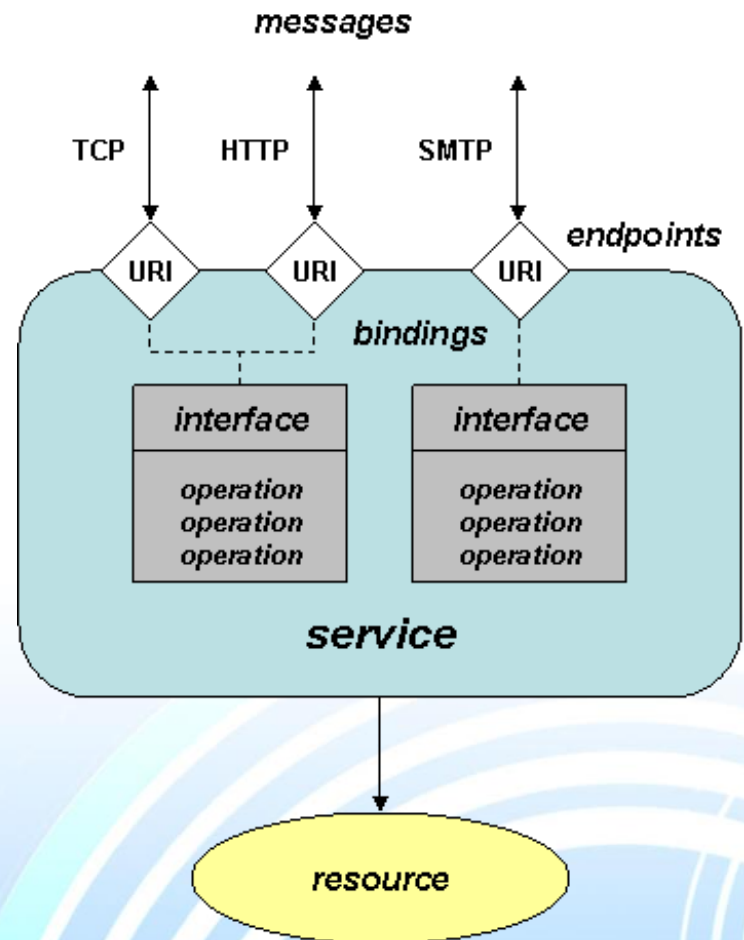 messages
TCP HTTP SMTP
endpoints
URI URI URI
bindings
interface interface
operation operation
operation operation
operation operation
service
resource